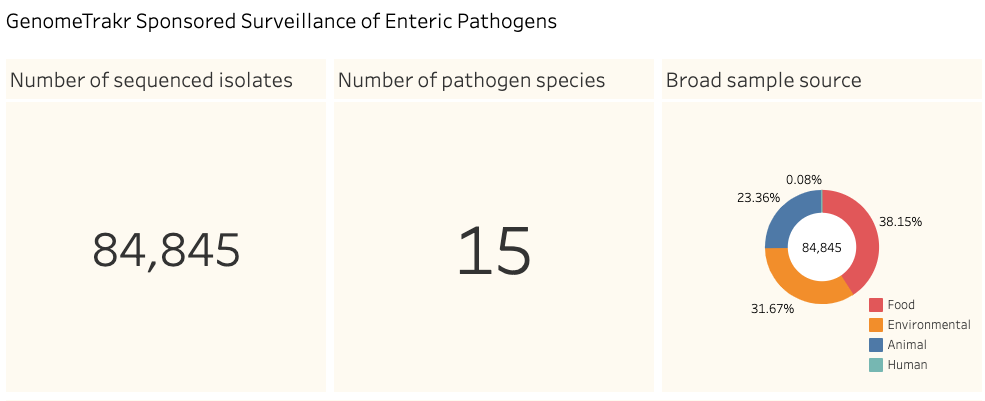 GenomeTrakr Sponsored Surveillance of Enteric Pathogens
Number of sequenced isolates
84,845
Number of pathogen species
15
Broad sample source
0.08%
23.36%
38.15%
84,845
31.67%
Food
Environmental
Animal
Human